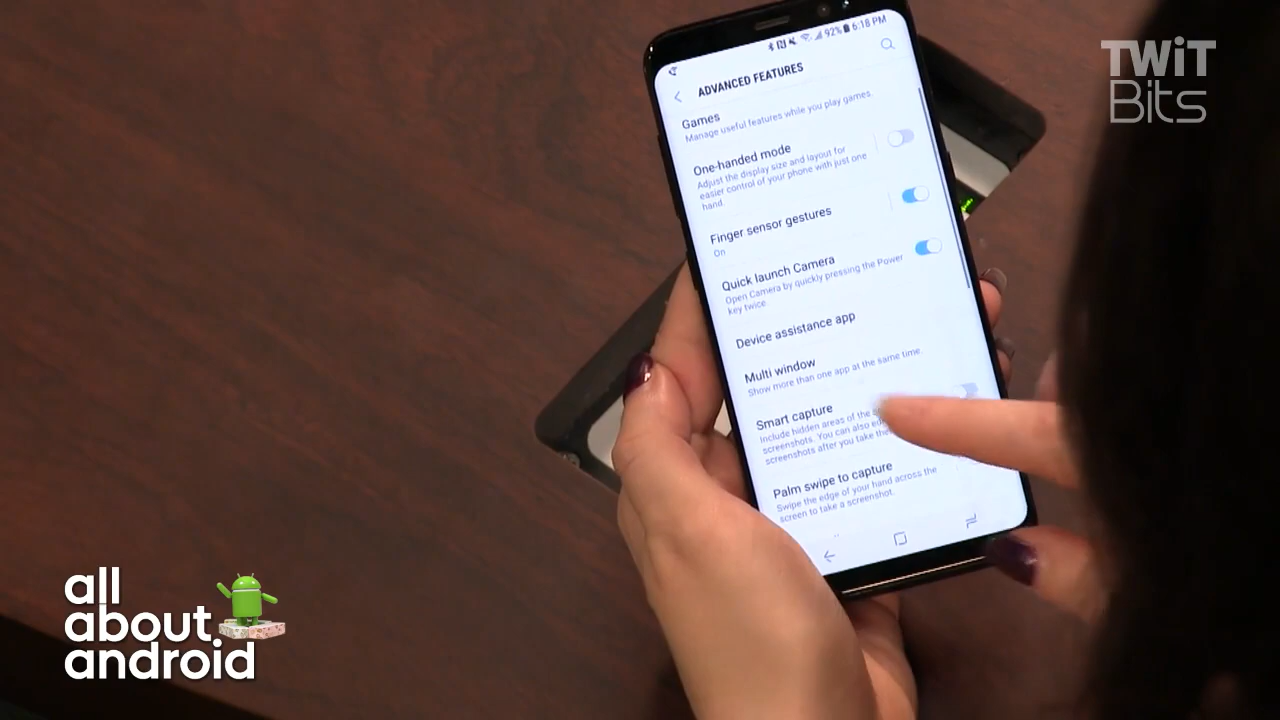 TWiT
Bits
92% 6:18 PM
ADVANCED FEATURES
Games
Manage useful features while you play games.
One-handed mode
Adjust the display size and layout for
easier control of your phone with just one
hand.
Finger sensor gestures
On
Quick launch Camera
Open Camera by quickly pressing the Power
key twice.
Device assistance app
Multi window
Show more than one app at the same time.
Smart capture
Include hidden areas of the
screenshots. You can also
screenshots after you take
Palm swipe to capture
Swipe the edge of your hand across the
screen to take a screenshot.
all
about
android